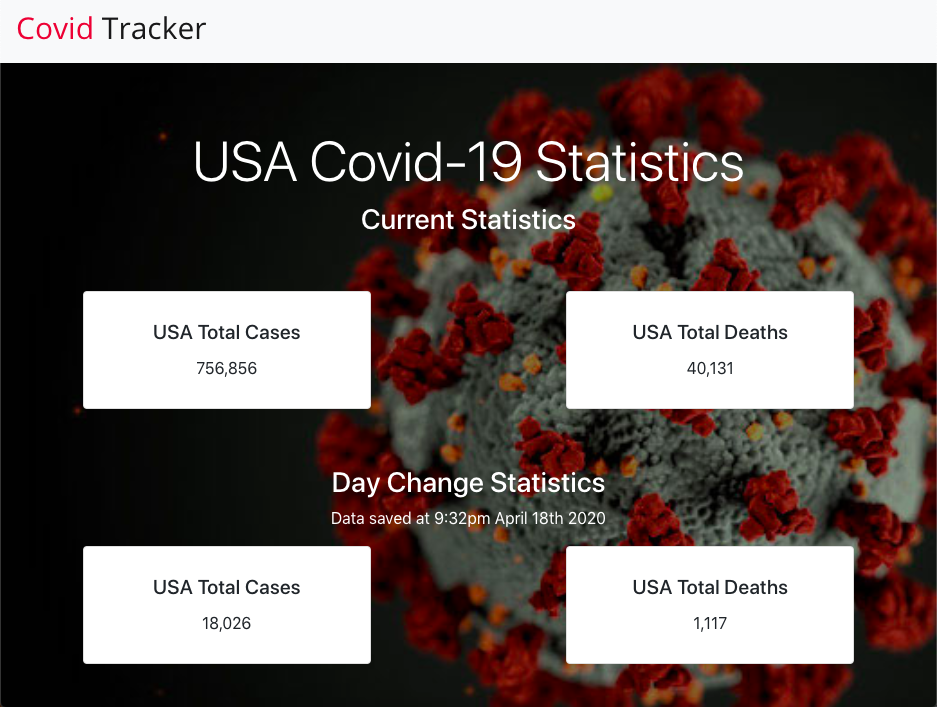 Covid Tracker
USA Covid-19 Statistics
Current Statistics
USA Total Cases
756,856
USA Total Deaths
40,131
Day Change Statistics
Data saved at 9:32pm April 18th 2020
USA Total Cases
18,026
USA Total Deaths
1,117